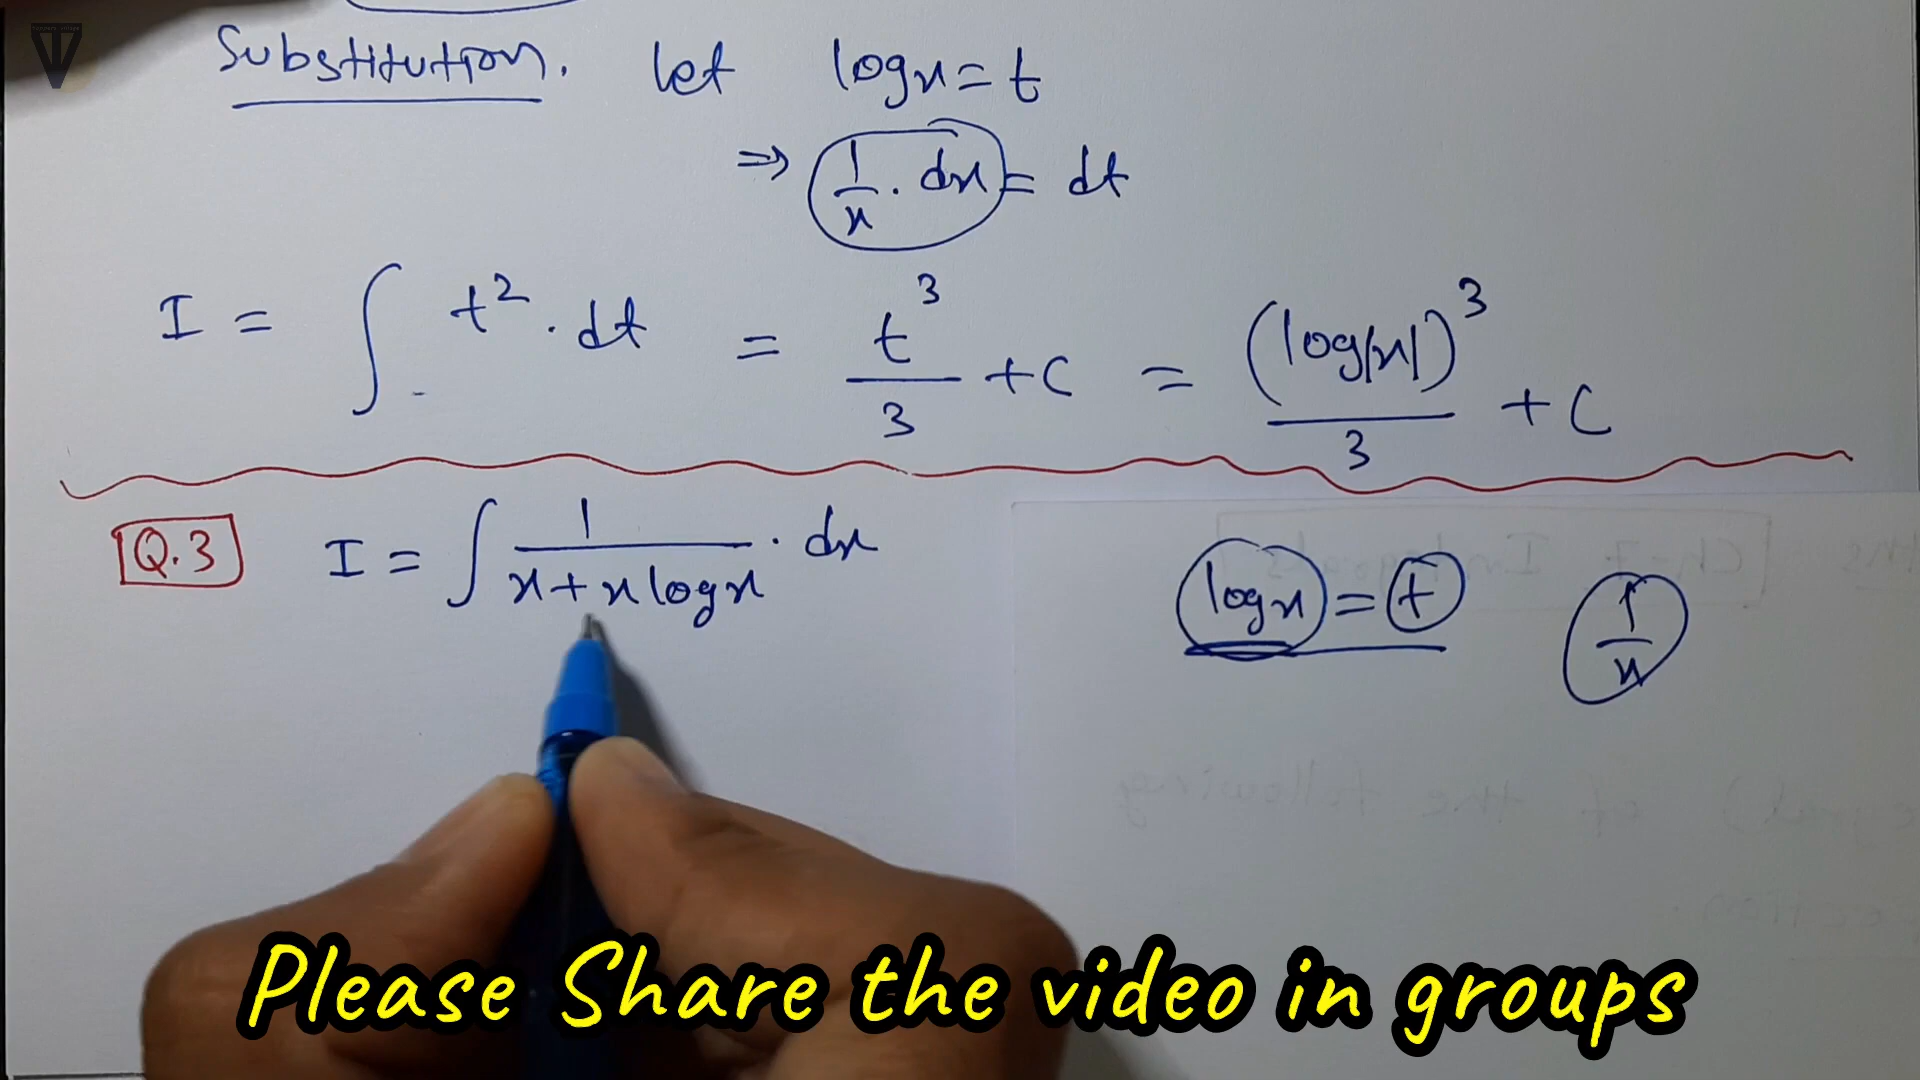 Substitution. let log x = t
⇒ 1/x . dx = dt
I = ∫ t² . dt = t³/3 + C = (log|x|)³/3 + C
Q.3 I = ∫ 1/(x + x log x) . dx
log x = t 1/x
Please Share the video in groups